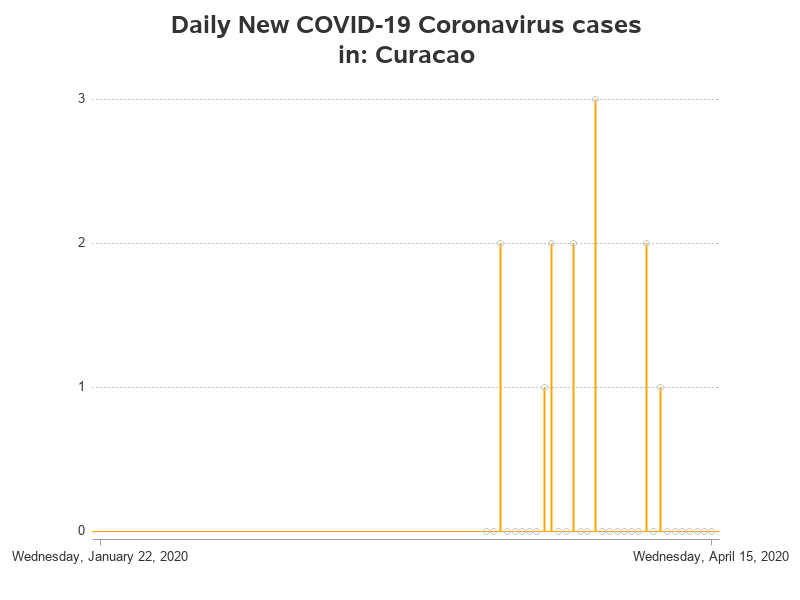 Daily New COVID-19 Coronavirus cases
in: Curacao
3
2
1
0
Wednesday, January 22, 2020
Wednesday, April 15, 2020